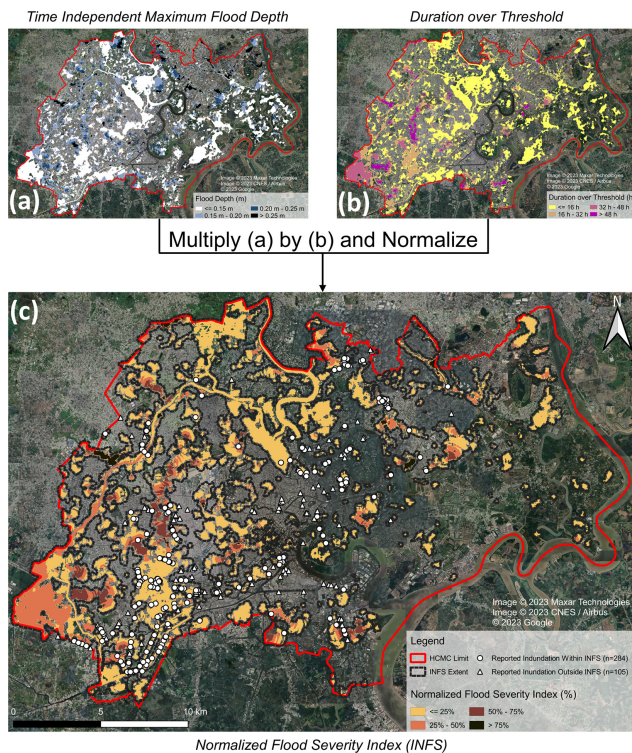 Time Independent Maximum Flood Depth
Duration over Threshold
Image © 2023 Maxar Technologies
Image © 2023 CNES / Airbus
© 2023 Google
Flood Depth (m)
<= 0.15 m
0.20 m - 0.25 m
0.15 m - 0.20 m
> 0.25 m
(a)
Image © 2023 Maxar Technologies
Image © 2023 CNES / Airbus
© 2023 Google
Duration over Threshold (h
<= 16 h
32 h - 48 h
16 h - 32 h
> 48 h
(b)
Multiply (a) by (b) and Normalize
(c)
N
Image © 2023 Maxar Technologies
Image © 2023 CNES / Airbus
© 2023 Google
Legend
HCMC Limit
Reported Inundation Within INFS (n=284)
INFS Extent
Reported Inundation Outside INFS (n=105)
Normalized Flood Severity Index (%)
<= 25%
50% - 75%
25% - 50%
> 75%
0
5
10 km
Normalized Flood Severity Index (INFS)